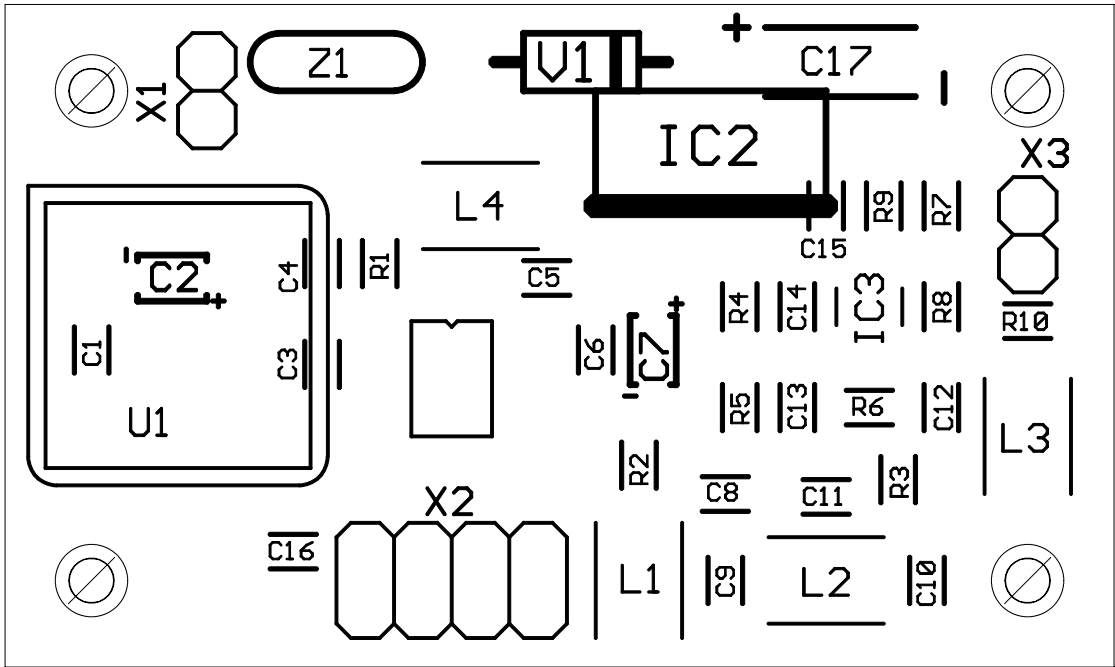 Z1
V1
+
C17
-
X1
IC2
X3
L4
R9
R7
C15
C2
-
+
C4
R1
C5
C1
C3
C6
+
C7
-
R4
C14
IC3
R8
R10
U1
R5
C13
R6
C12
L3
R2
C8
C11
R3
X2
C16
L1
C9
L2
C10